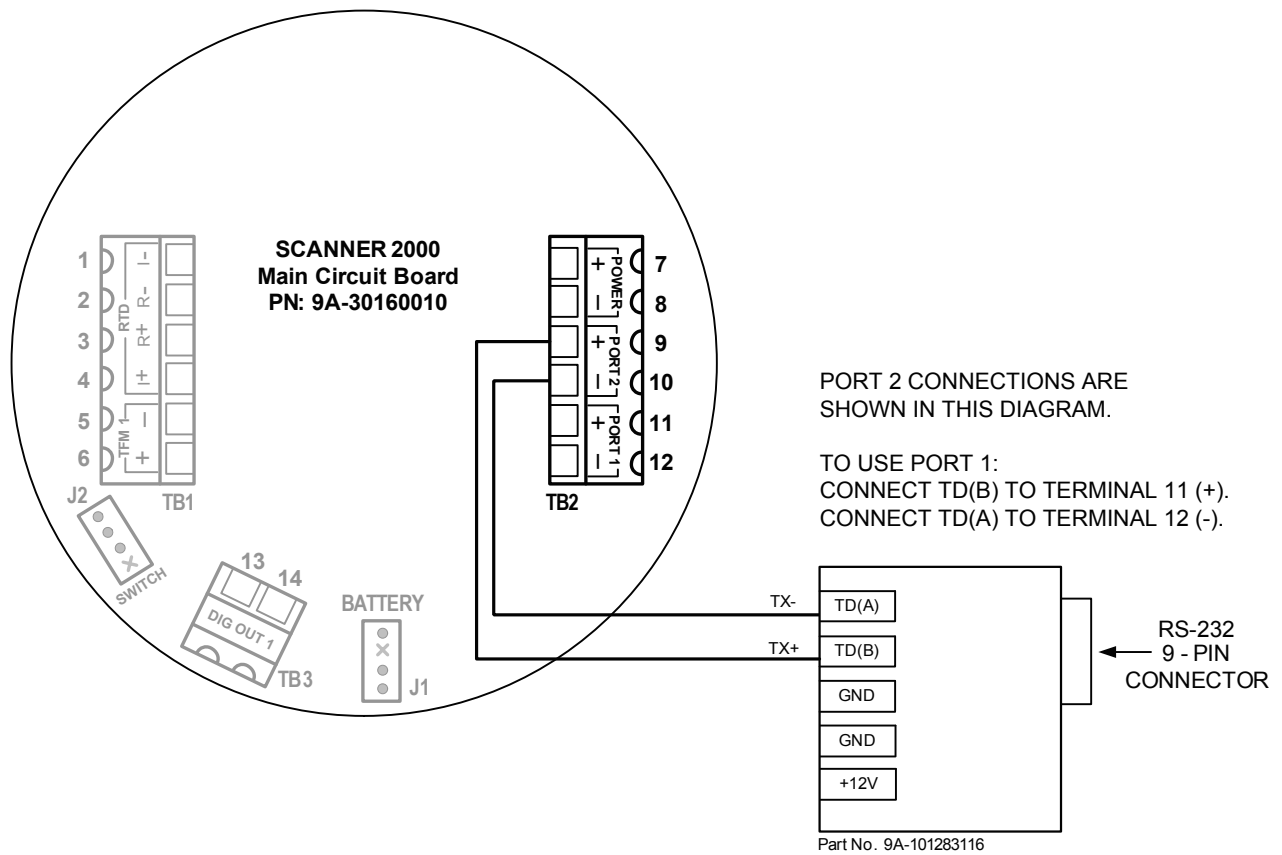 SCANNER 2000
Main Circuit Board
PN: 9A-30160010
1
2
3
4
5
6
I-
R-
R+
I+
RTD
–
+
TFM 1
TB1
7
8
9
10
11
12
+
–
POWER
+
–
PORT 2
+
–
PORT 1
TB2
J2
SWITCH
13
14
DIG OUT 1
TB3
BATTERY
J1
PORT 2 CONNECTIONS ARE
SHOWN IN THIS DIAGRAM.
TO USE PORT 1:
CONNECT TD(B) TO TERMINAL 11 (+).
CONNECT TD(A) TO TERMINAL 12 (-).
TX-
TD(A)
TX+
TD(B)
GND
GND
+12V
RS-232
9 - PIN
CONNECTOR
Part No. 9A-101283116